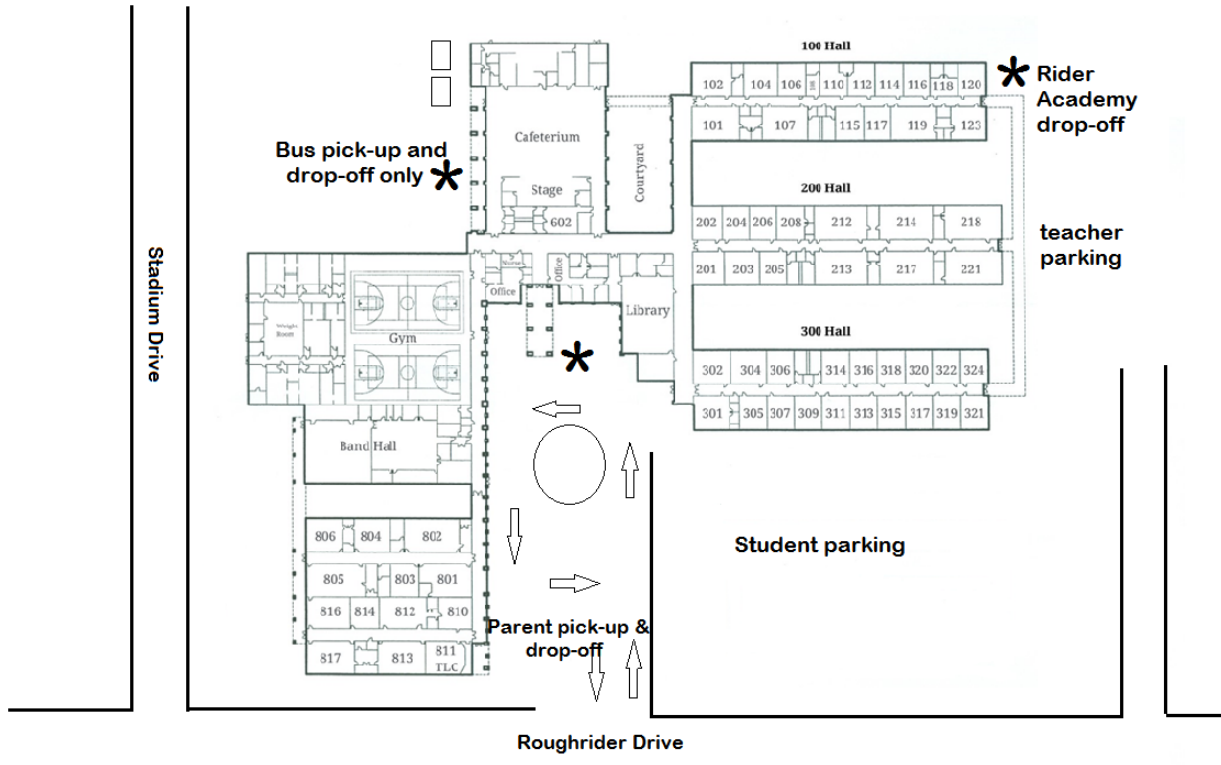 100 Hall
102 104 106 108 110 112 114 116 118 120
Rider
Academy
drop-off
101 107 115 117 119 123
Cafeterium
Bus pick-up and
drop-off only
Stage
Courtyard
602
200 Hall
202 204 206 208 212 214 218
teacher
parking
201 203 205 213 217 221
Nurse
Office
Office
Library
Stadium Drive
Weight
Room
Gym
300 Hall
302 304 306 314 316 318 320 322 324
301 305 307 309 311 313 315 317 319 321
Band Hall
806 804 802
Student parking
805 803 801
816 814 812 810
Parent pick-up &
drop-off
817 813 811
TLC
Roughrider Drive